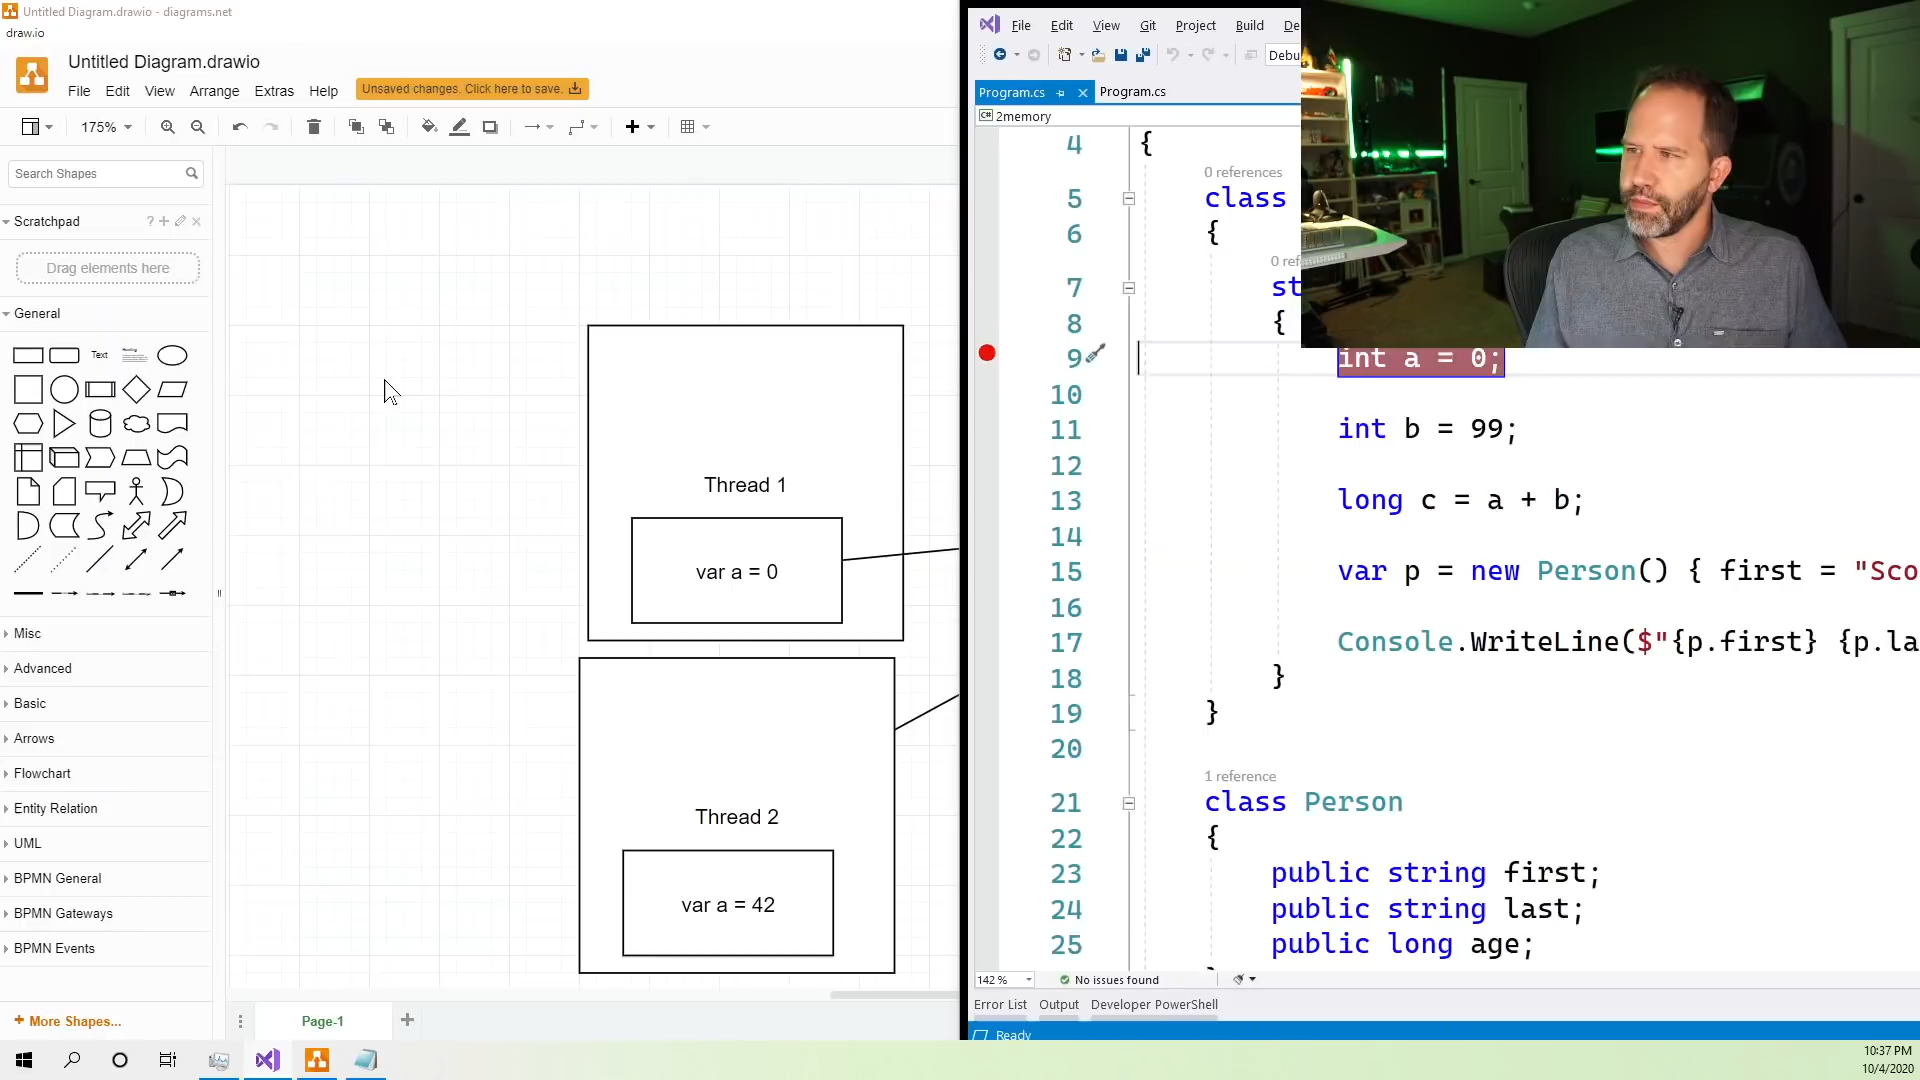 Untitled Diagram.drawio - diagrams.net
draw.io
Untitled Diagram.drawio
File Edit View Arrange Extras Help
Unsaved changes. Click here to save.
175%
Search Shapes
Scratchpad
?
Drag elements here
General
Text
Heading
Misc
Advanced
Basic
Arrows
Flowchart
Entity Relation
UML
BPMN General
BPMN Gateways
BPMN Events
+ More Shapes...
Page-1
Thread 1
var a = 0
Thread 2
var a = 42
File Edit View Git Project Build De
Debu
Program.cs
Program.cs
C# 2memory
4 {
0 references
5 class
6 {
0 ref
7 st
8 {
9 int a = 0;
10
11 int b = 99;
12
13 long c = a + b;
14
15 var p = new Person() { first = "Sco
16
17 Console.WriteLine($"{p.first} {p.la
18 }
19 }
20
1 reference
21 class Person
22 {
23 public string first;
24 public string last;
25 public long age;
142 %
No issues found
Error List Output Developer PowerShell
Ready
10:37 PM
10/4/2020